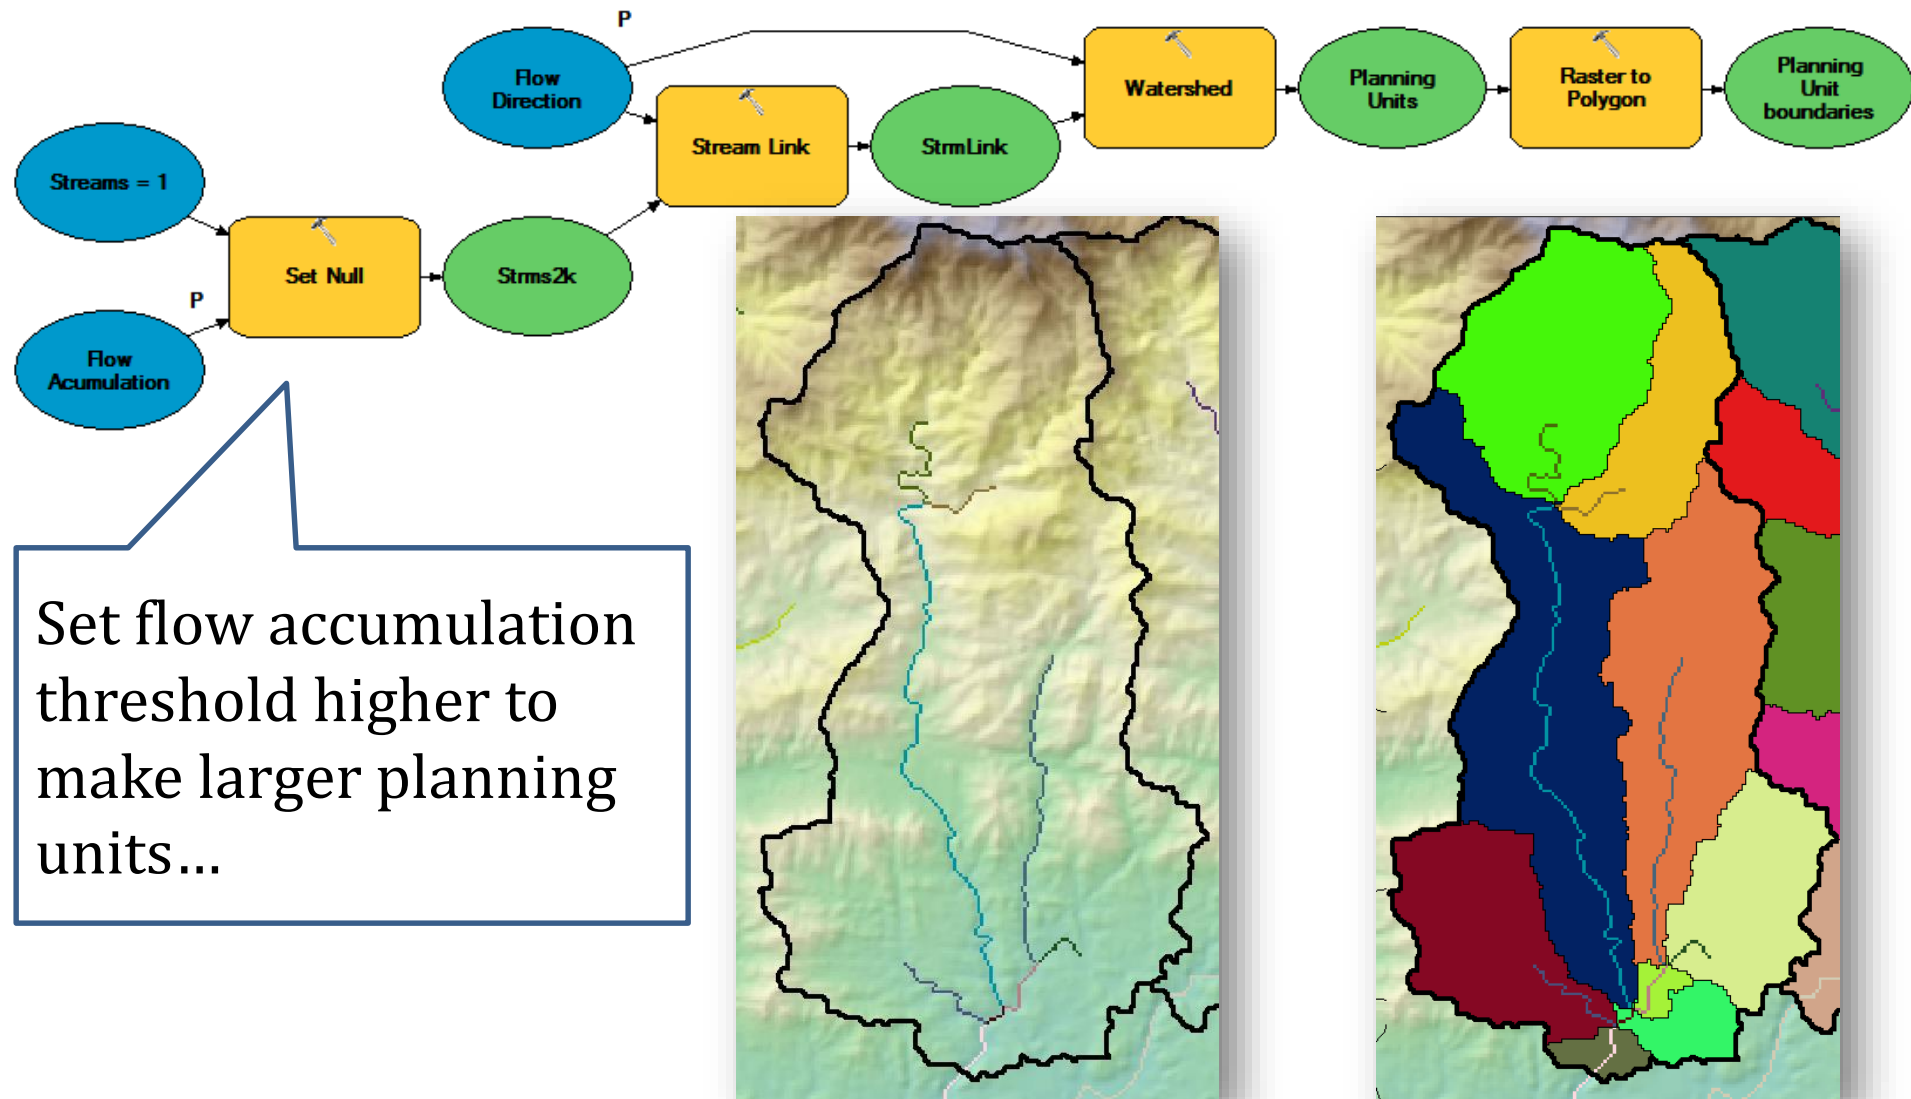 P
Flow
Direction
Watershed
Planning
Units
Raster to
Polygon
Planning
Unit
boundaries
Stream Link
StrmLink
Streams = 1
Set Null
Strms2k
P
Flow
Acumulation
Set flow accumulation
threshold higher to
make larger planning
units…